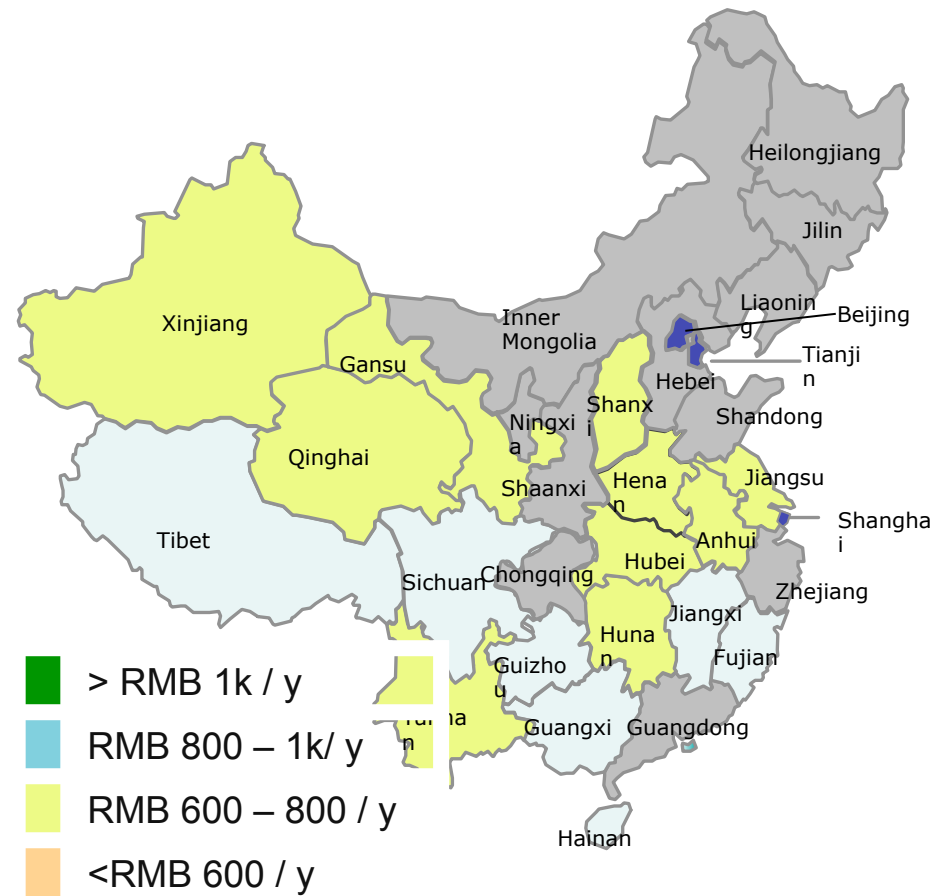 Heilongjiang
Jilin
Liaonin
g
Beijing
Inner
Mongolia
Xinjiang
Tianji
n
Gansu
Hebei
Shanx
i
Shandong
Ningxi
a
Qinghai
Jiangsu
Shaanxi
Hena
n
Shangha
i
Tibet
Anhui
Hubei
Sichuan
Chongqing
Zhejiang
Jiangxi
Huna
n
Guizho
u
Fujian
> RMB 1k / y
Guangxi
Guangdong
n
RMB 800 – 1k/ y
RMB 600 – 800 / y
Hainan
<RMB 600 / y